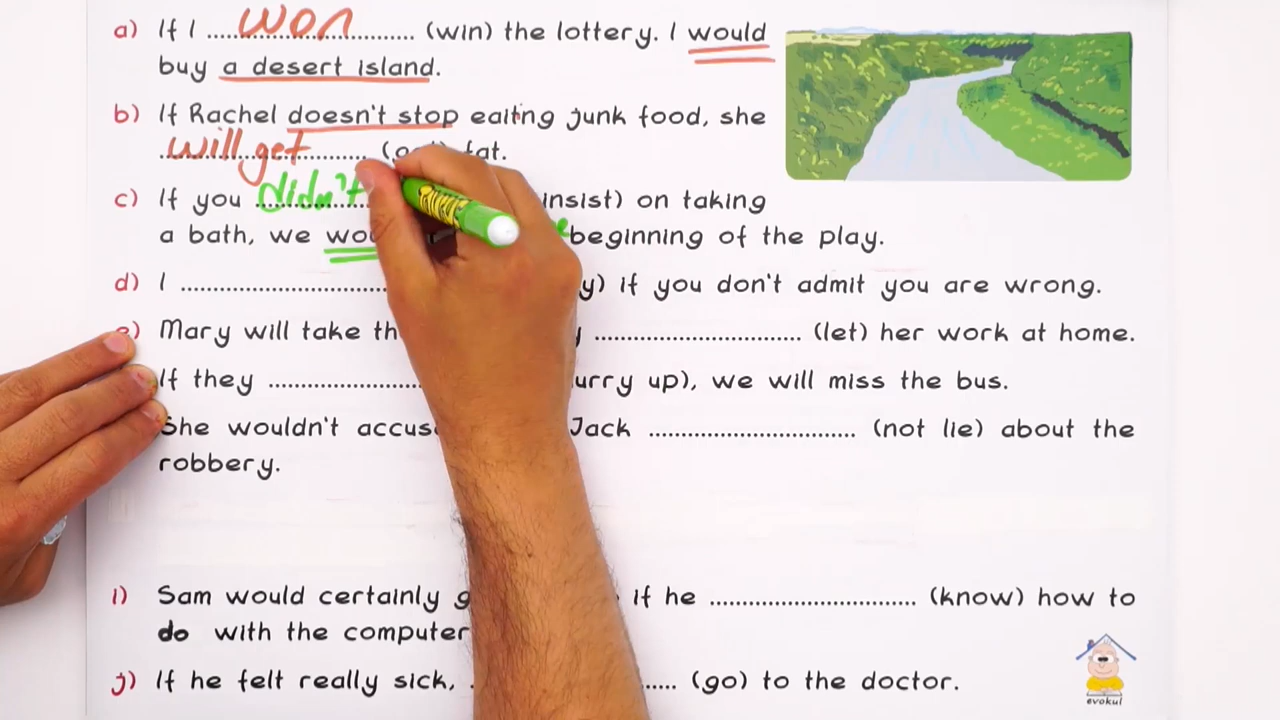 a) If I .......won.......... (win) the lottery. I would
buy a desert island.
b) If Rachel doesn't stop eaiting junk food, she
..will get......... fat.
c) If you ..didn't.... insist) on taking
a bath, we beginning of the play.
d) I .............................. if you don't admit you are wrong.
e) Mary will take .............................. (let) her work at home.
If they ...................... urry up), we will miss the bus.
She wouldn't Jack .............................. (not lie) about the
robbery.
i) Sam would certainly if he .............................. (know) how to
do with the computer
j) If he felt really sick, ..... (go) to the doctor.
evokul